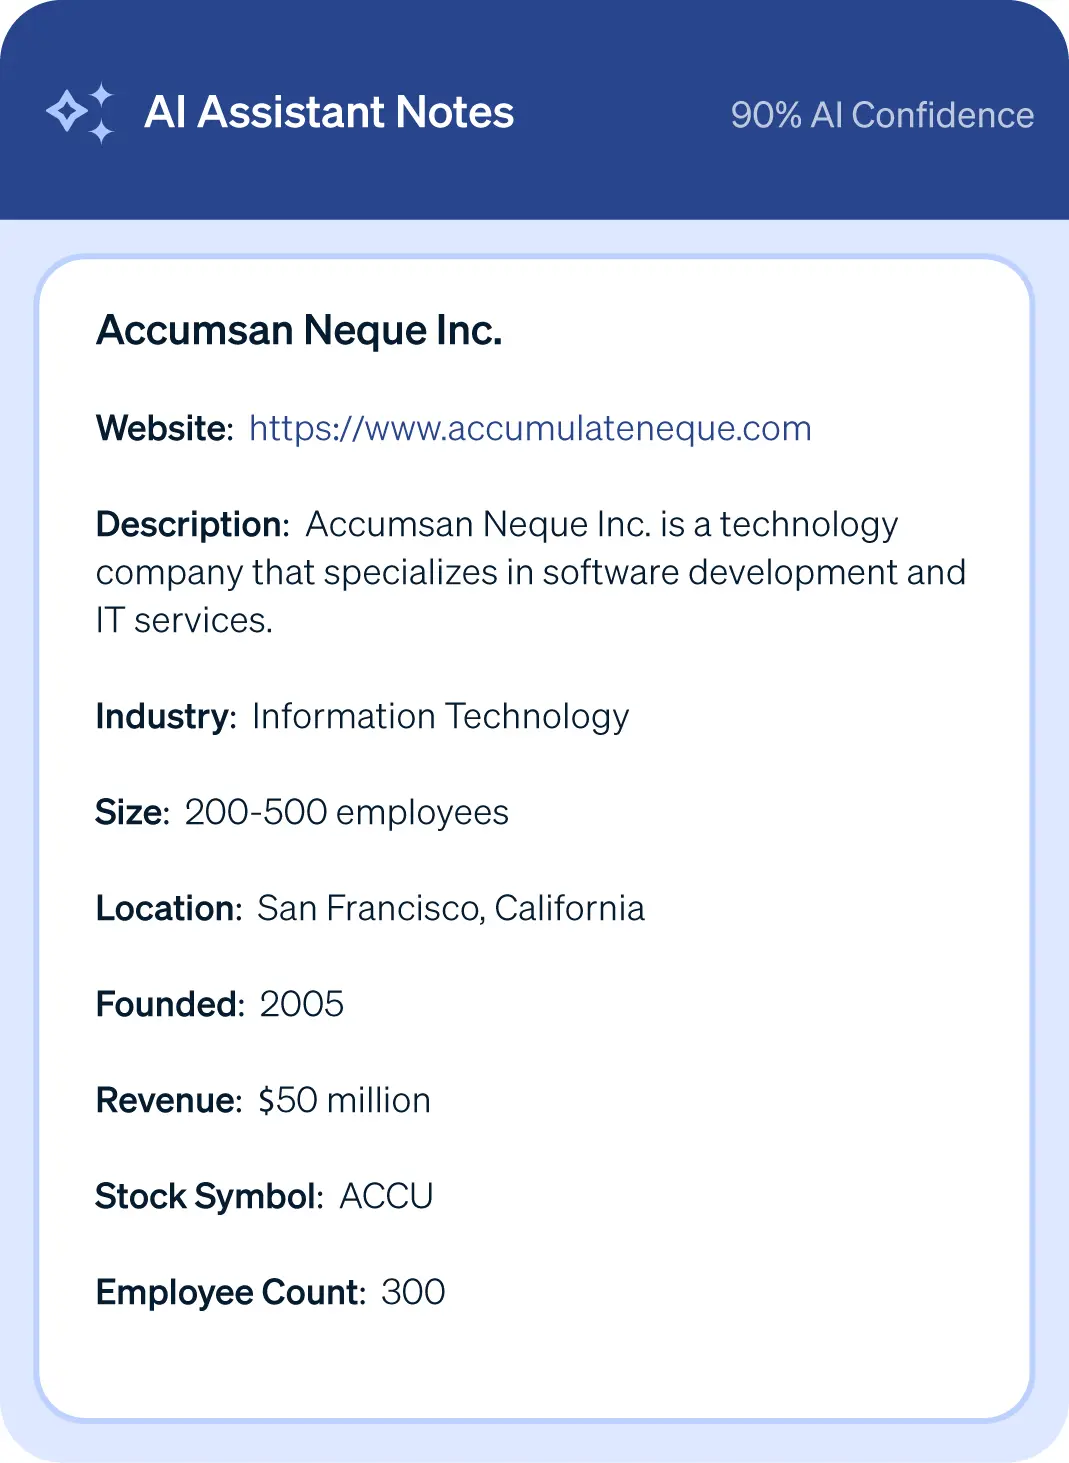 AI Assistant Notes
90% AI Confidence
Accumsan Neque Inc.
Website: https://www.accumulateneque.com
Description: Accumsan Neque Inc. is a technology
company that specializes in software development and
IT services.
Industry: Information Technology
Size: 200-500 employees
Location: San Francisco, California
Founded: 2005
Revenue: $50 million
Stock Symbol: ACCU
Employee Count: 300